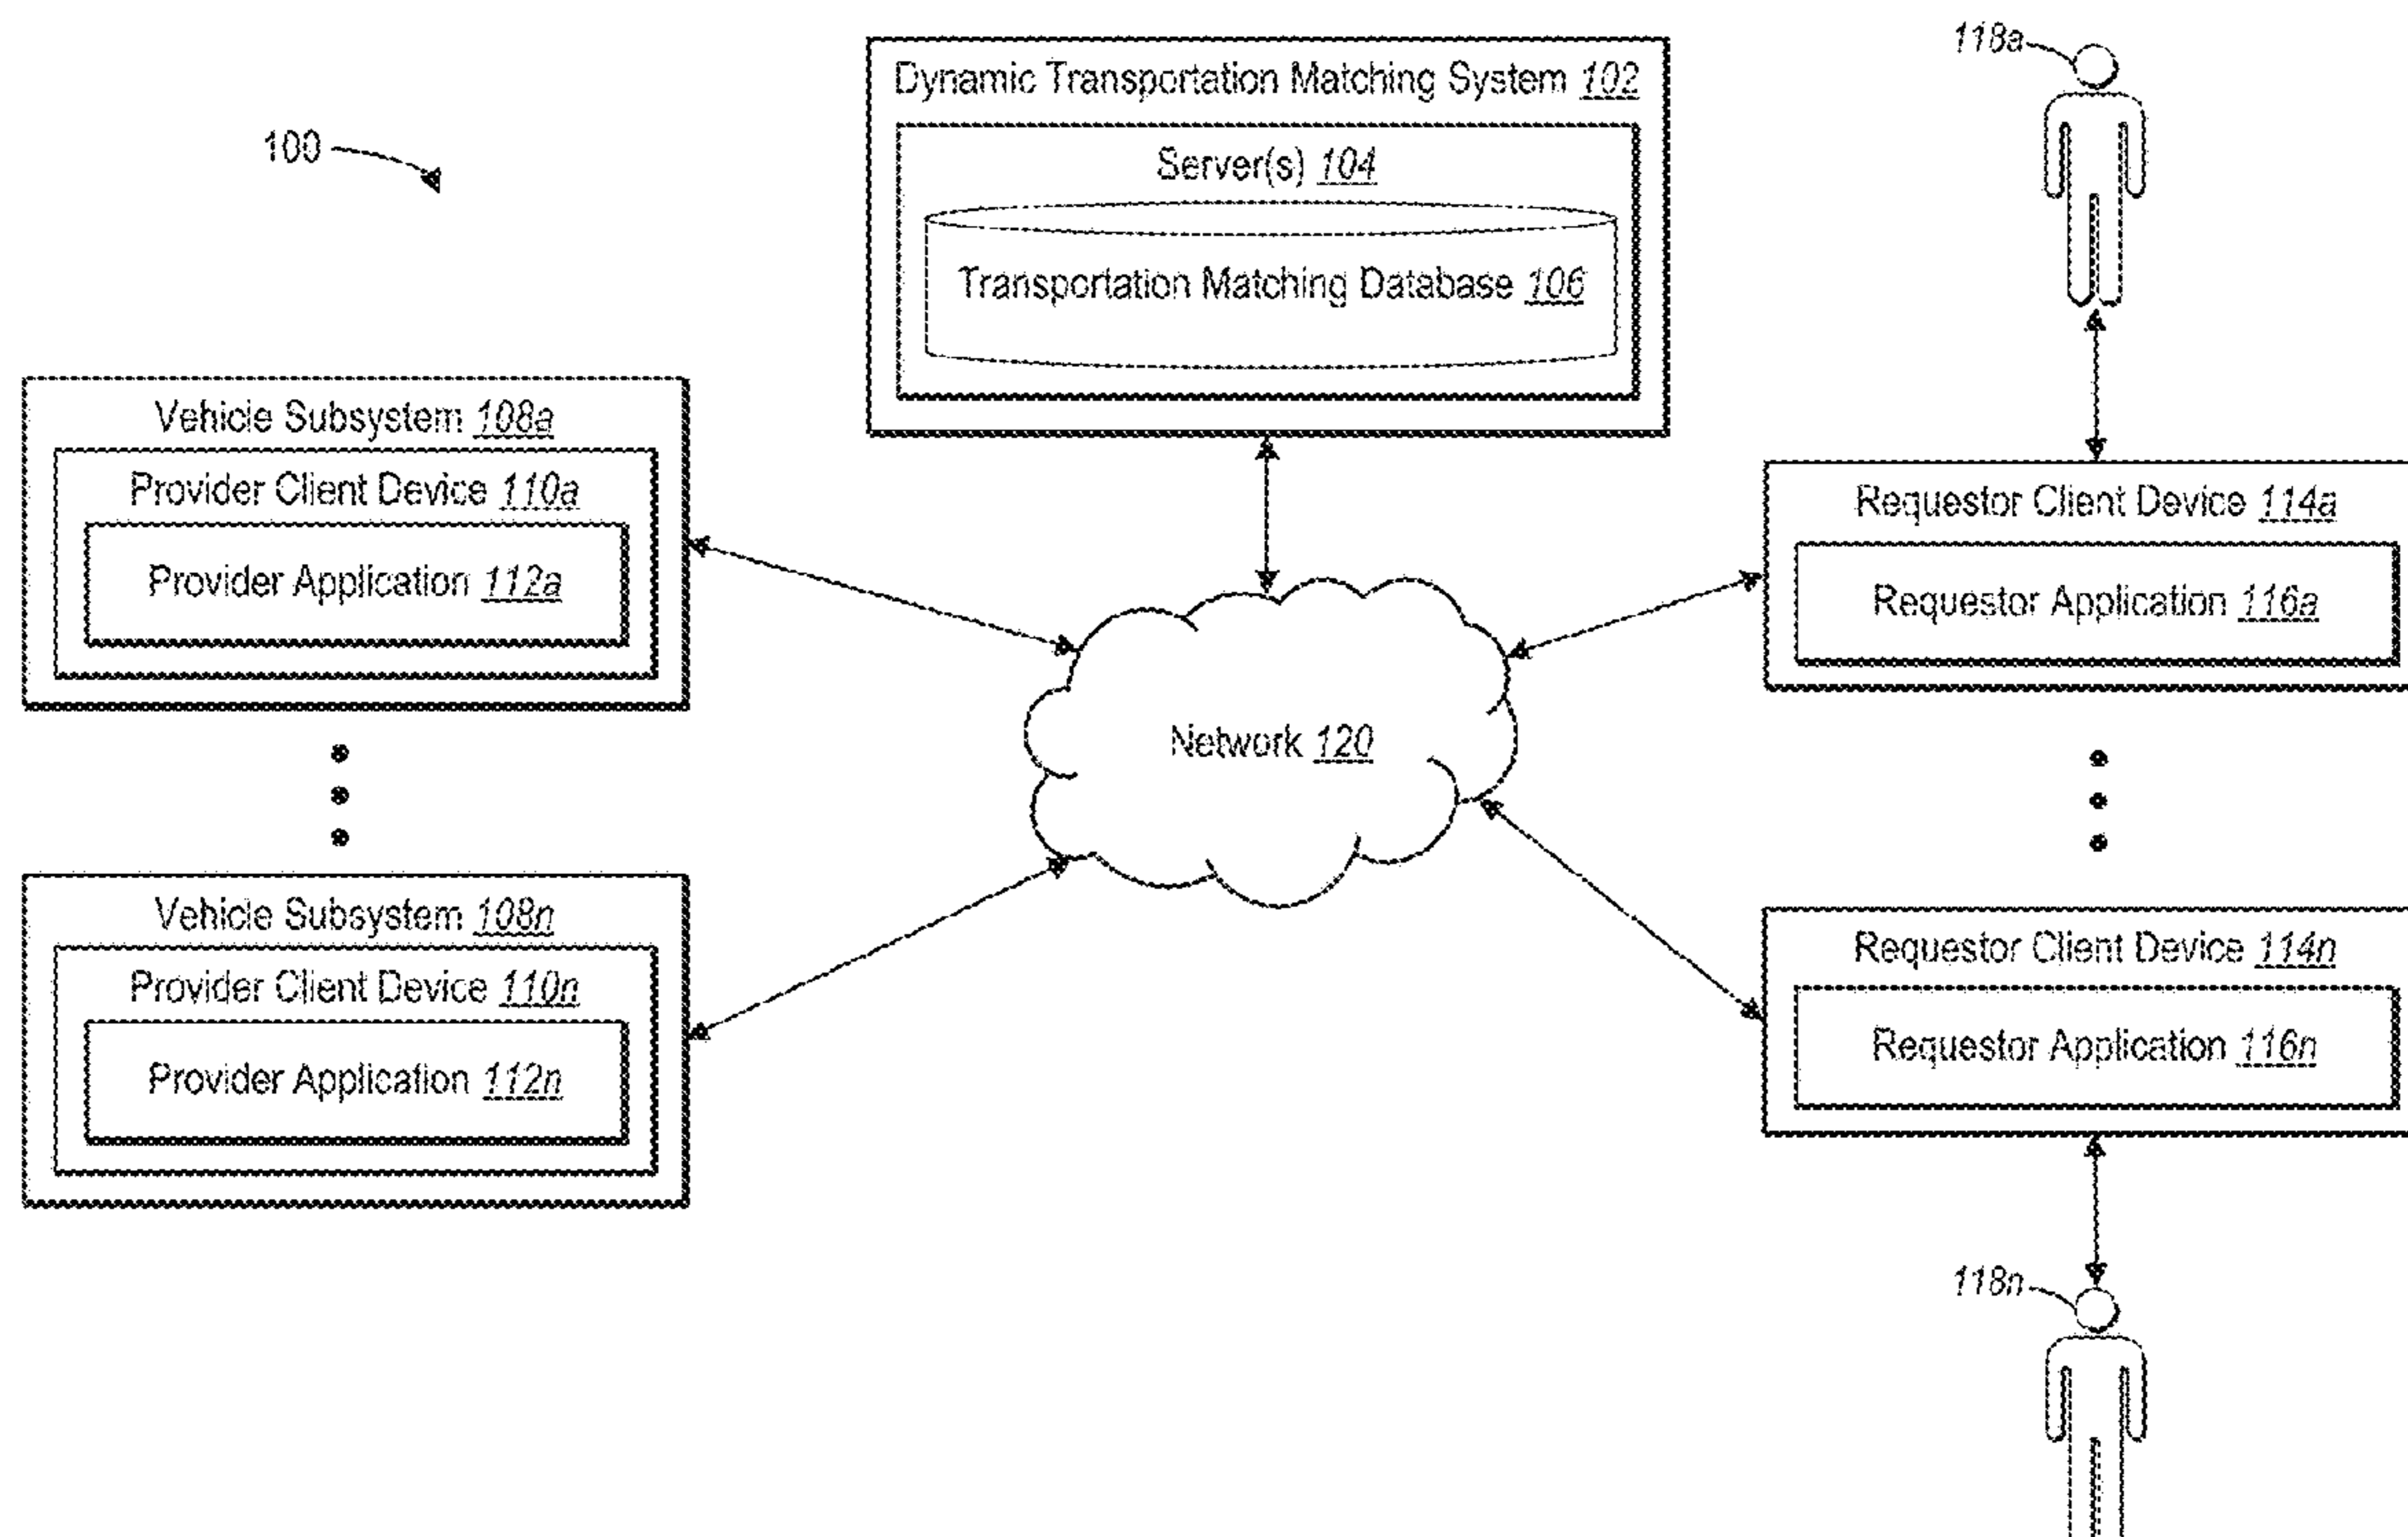 100
Dynamic Transportation Matching System 102
Server(s) 104
Transportation Matching Database 106
118a
Vehicle Subsystem 108a
Provider Client Device 110a
Provider Application 112a
Requestor Client Device 114a
Requestor Application 116a
Network 120
Vehicle Subsystem 108n
Provider Client Device 110n
Provider Application 112n
Requestor Client Device 114n
Requestor Application 116n
118n